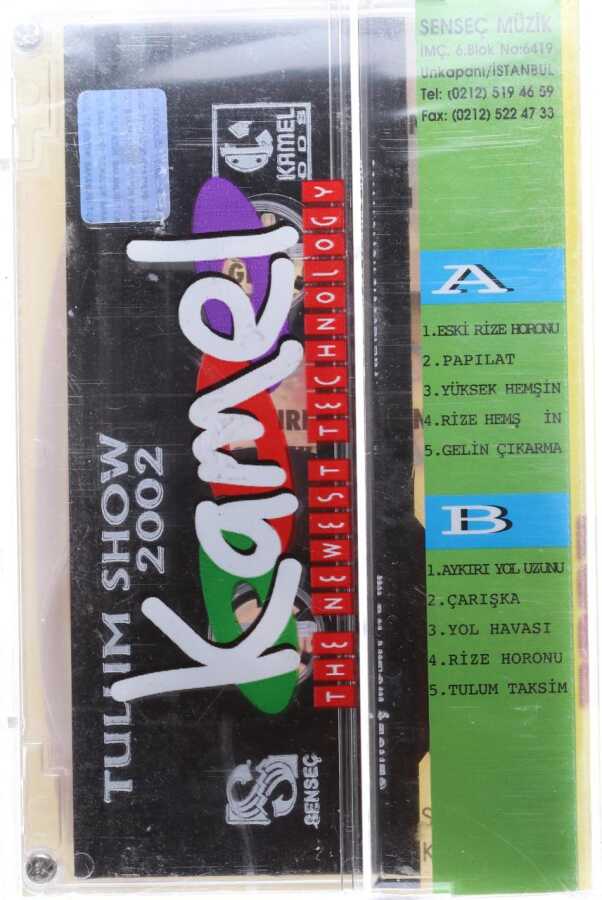 SENSEÇ MÜZİK
İMÇ. 6.Blok No:6419
Unkapanı/İSTANBUL
Tel: (0212) 519 46 59
Fax: (0212) 522 47 33
A
1.ESKİ RİZE HORONU
2.PAPILAT
3.YÜKSEK HEMŞİN
4.RİZE HEMŞ İN
5.GELİN ÇIKARMA
B
1.AYKIRI YOL UZUNU
2.ÇARIŞKA
3.YOL HAVASI
4.RİZE HORONU
5.TULUM TAKSİM
KAMEL
DDS
Kamel
THE NEWEST TECHNOLOGY
TULUM SHOW
2002
SENSEÇ